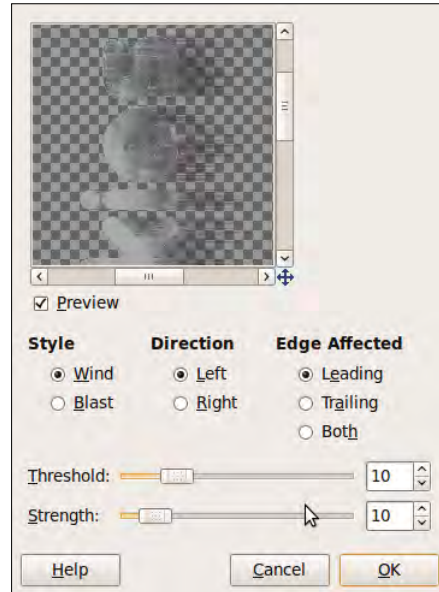 Preview
Style Direction Edge Affected
Wind Left Leading
Blast Right Trailing
Both
Threshold: 10
Strength: 10
Help Cancel OK